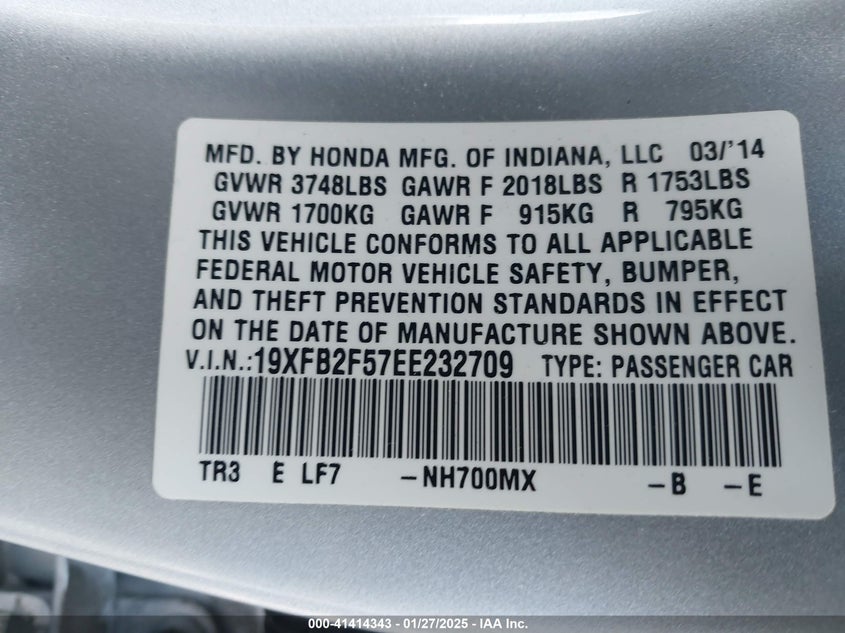 MFD. BY HONDA MFG. OF INDIANA, LLC 03/'14
GVWR 3748LBS GAWR F 2018LBS R 1753LBS
GVWR 1700KG GAWR F 915KG R 795KG
THIS VEHICLE CONFORMS TO ALL APPLICABLE
FEDERAL MOTOR VEHICLE SAFETY, BUMPER,
AND THEFT PREVENTION STANDARDS IN EFFECT
ON THE DATE OF MANUFACTURE SHOWN ABOVE.
V.I.N.:19XFB2F57EE232709 TYPE: PASSENGER CAR
TR3 E LF7 -NH700MX -B -E
000-41414343 - 01/27/2025 - IAA Inc.